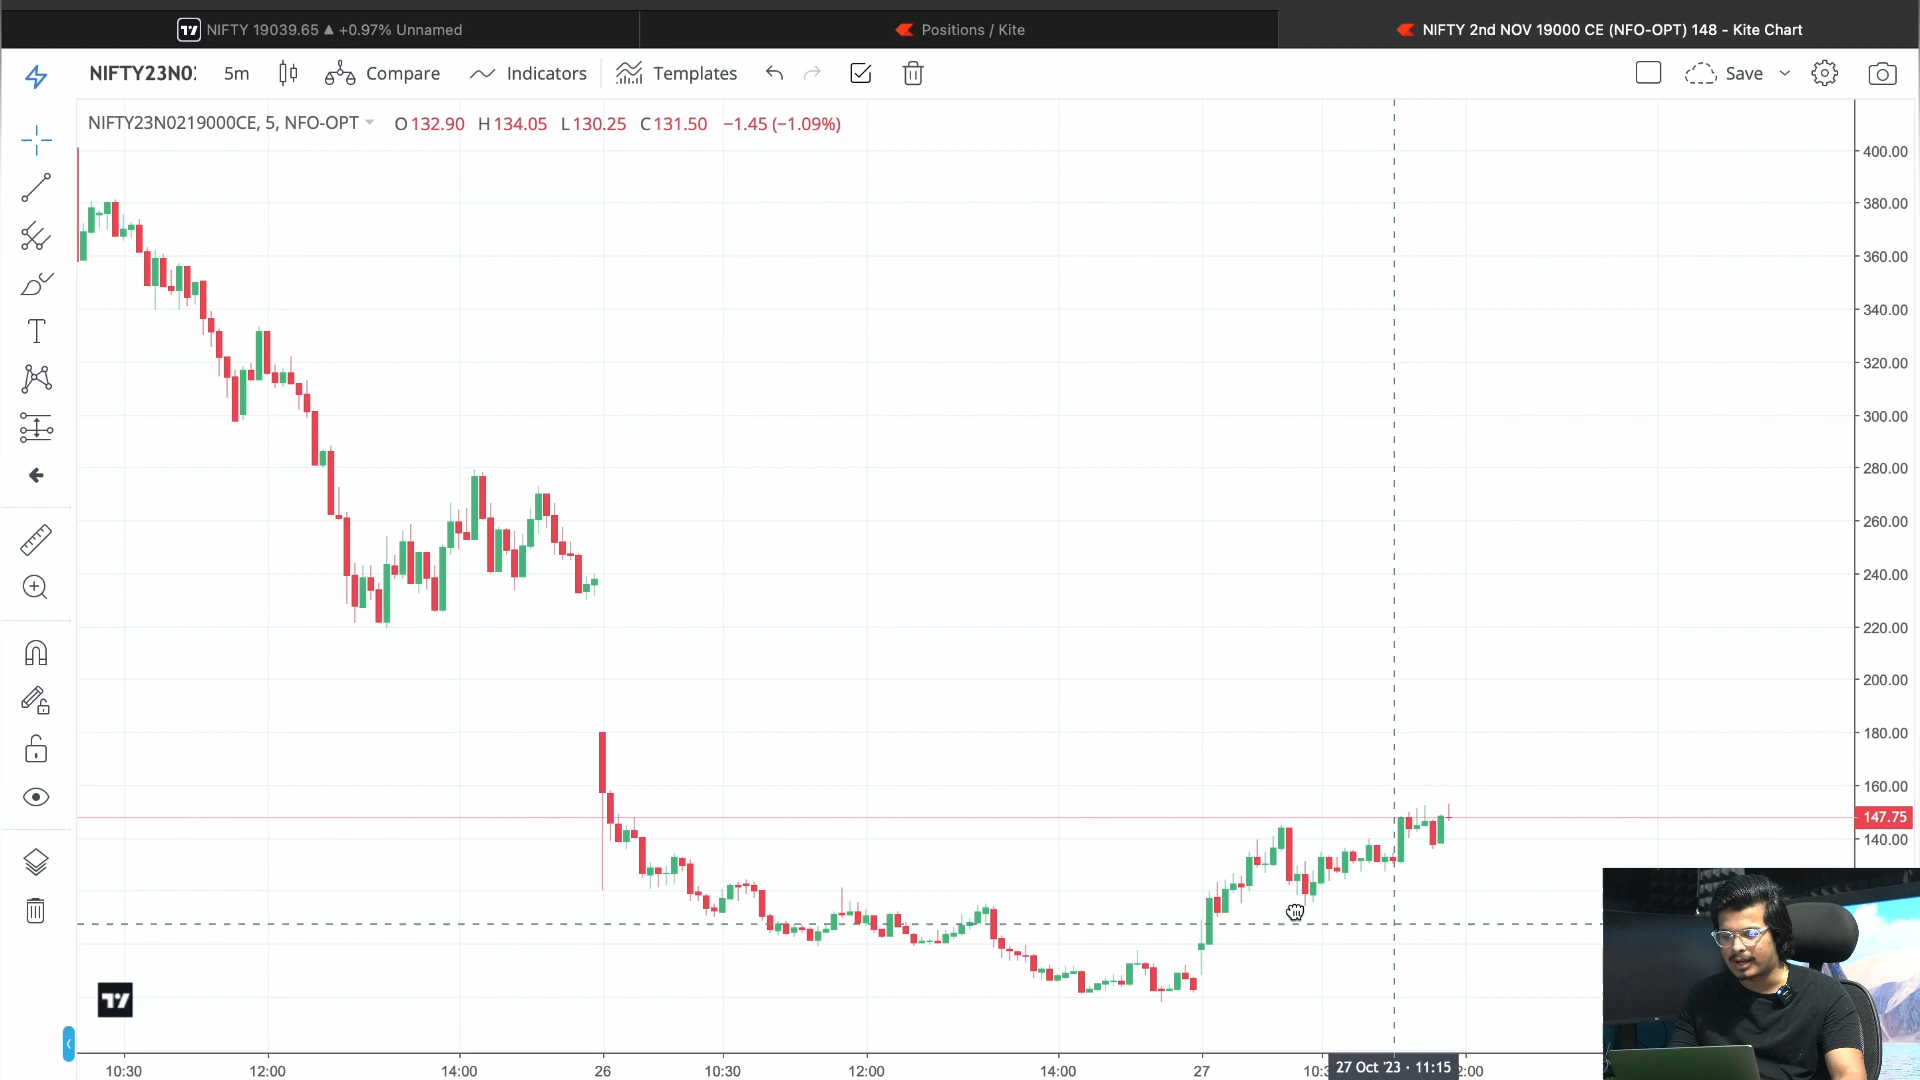 NIFTY 19039.65 ▲ +0.97% Unnamed
Positions / Kite
NIFTY 2nd NOV 19000 CE (NFO-OPT) 148 - Kite Chart
NIFTY23N0
5m
Compare
Indicators
Templates
Save
NIFTY23N0219000CE, 5, NFO-OPT
O132.90 H134.05 L130.25 C131.50 −1.45 (−1.09%)
400.00
380.00
360.00
340.00
320.00
300.00
280.00
260.00
240.00
220.00
200.00
180.00
160.00
147.75
140.00
10:30
12:00
14:00
26
10:30
12:00
14:00
27
27 Oct '23 · 11:15